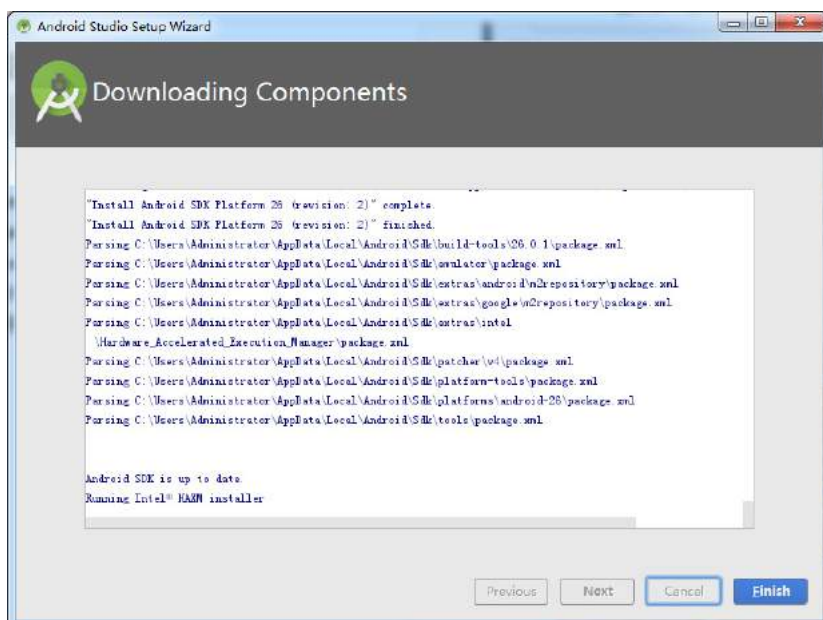 Android Studio Setup Wizard
Downloading Components
"Install Android SDK Platform 26 (revision: 2)" complete.
"Install Android SDK Platform 26 (revision: 2)" finished.
Parsing C:\Users\Administrator\AppData\Local\Android\Sdk\build-tools\26.0.1\package.xml
Parsing C:\Users\Administrator\AppData\Local\Android\Sdk\emulator\package.xml
Parsing C:\Users\Administrator\AppData\Local\Android\Sdk\extras\android\m2repository\package.xml
Parsing C:\Users\Administrator\AppData\Local\Android\Sdk\extras\google\m2repository\package.xml
Parsing C:\Users\Administrator\AppData\Local\Android\Sdk\extras\intel
\Hardware_Accelerated_Execution_Manager\package.xml
Parsing C:\Users\Administrator\AppData\Local\Android\Sdk\patcher\v4\package.xml
Parsing C:\Users\Administrator\AppData\Local\Android\Sdk\platform-tools\package.xml
Parsing C:\Users\Administrator\AppData\Local\Android\Sdk\platforms\android-26\package.xml
Parsing C:\Users\Administrator\AppData\Local\Android\Sdk\tools\package.xml
Android SDK is up to date.
Running Intel® HAXM installer
Previous Next Cancel Finish